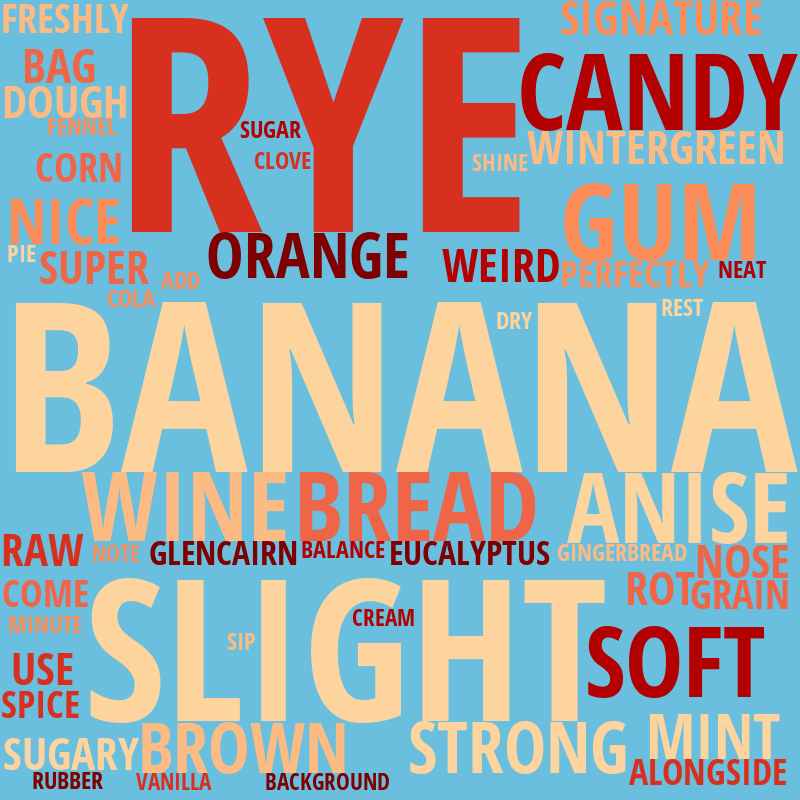 FRESHLY
SIGNATURE
RYE
BAG
CANDY
DOUGH
FENNEL
SUGAR
WINTERGREEN
CORN
CLOVE
SHINE
NICE
GUM
PIE
ORANGE
SUPER
WEIRD
PERFECTLY
NEAT
ADD
COLA
BANANA
DRY
REST
WINE
BREAD
ANISE
RAW
NOTE
GLENCAIRN
BALANCE
EUCALYPTUS
GINGERBREAD
NOSE
COME
ROT
GRAIN
MINUTE
SLIGHT
SIP
CREAM
SOFT
USE
SPICE
SUGARY
BROWN
STRONG
MINT
RUBBER
VANILLA
BACKGROUND
ALONGSIDE